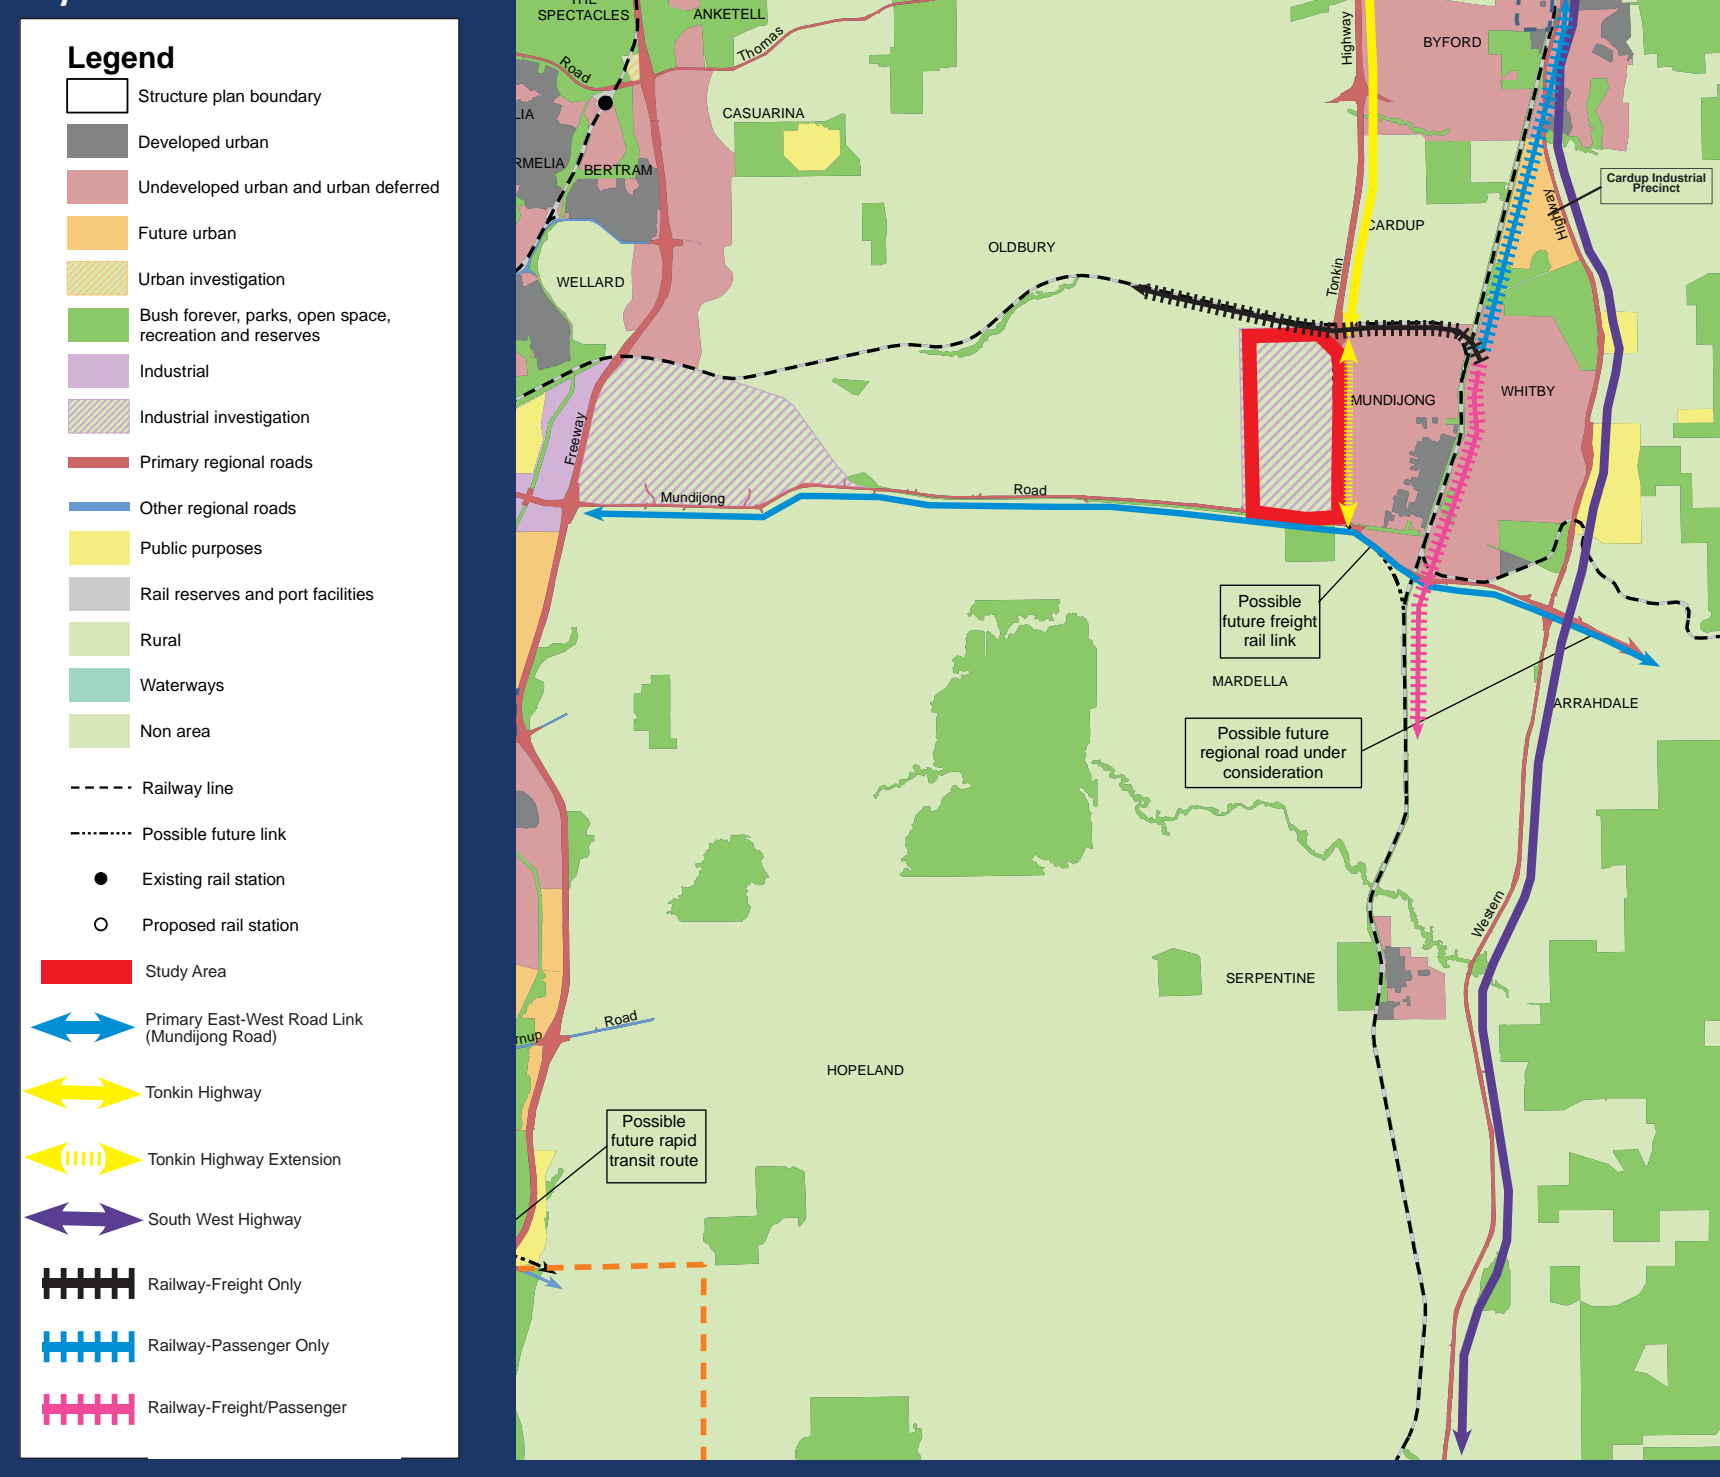 Legend
Structure plan boundary
Developed urban
Undeveloped urban and urban deferred
Future urban
Urban investigation
Bush forever, parks, open space,
recreation and reserves
Industrial
Industrial investigation
Primary regional roads
Other regional roads
Public purposes
Rail reserves and port facilities
Rural
Waterways
Non area
Railway line
Possible future link
Existing rail station
Proposed rail station
Study Area
Primary East-West Road Link
(Mundijong Road)
Tonkin Highway
Tonkin Highway Extension
South West Highway
Railway-Freight Only
Railway-Passenger Only
Railway-Freight/Passenger
THE
SPECTACLES
ANKETELL
Thomas
Road
Highway
BYFORD
CASUARINA
LIA
RMELIA
BERTRAM
Cardup Industrial
Precinct
Highway
CARDUP
OLDBURY
WELLARD
Tonkin
MUNDIJONG
WHITBY
Freeway
Mundijong
Road
Possible
future freight
rail link
MARDELLA
ARRAHDALE
Possible future
regional road under
consideration
Western
SERPENTINE
Road
rnup
HOPELAND
Possible
future rapid
transit route